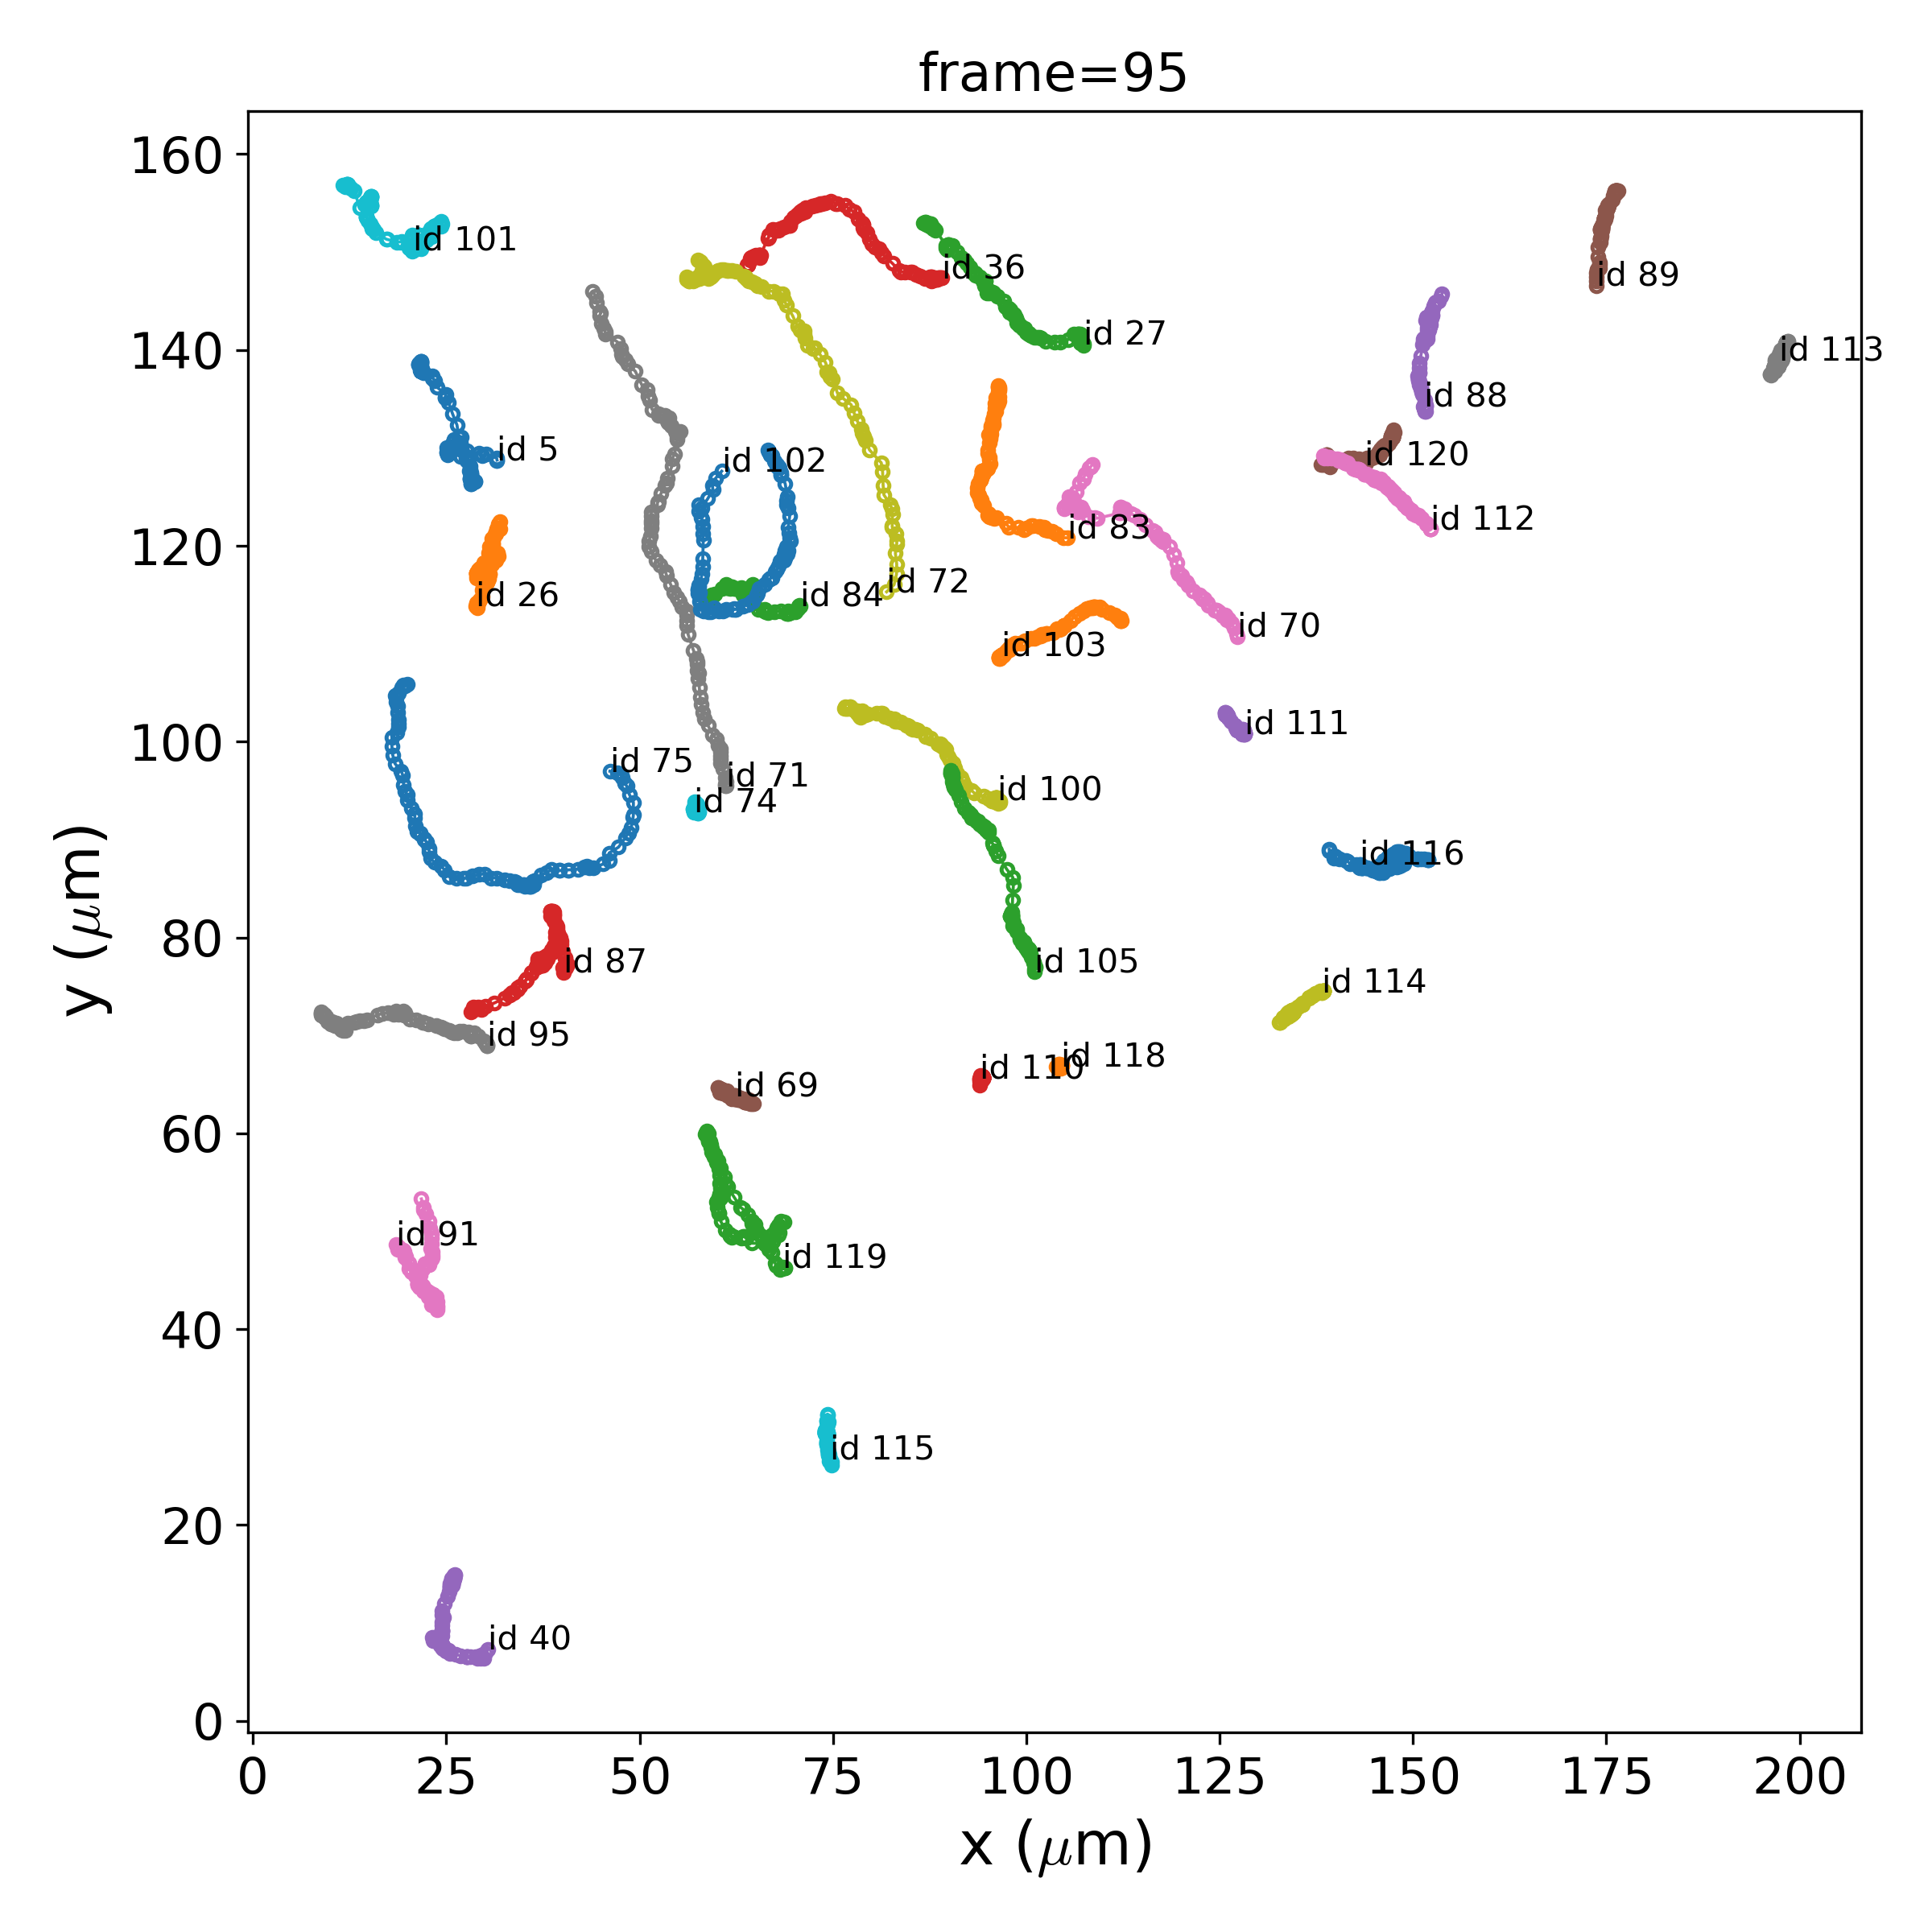 frame=95
y (μm)
160
140
120
100
80
60
40
20
0
id 101
id 36
id 89
id 27
id 113
id 88
id 5
id 102
id 120
id 83
id 112
id 26
id 84
id 72
id 70
id 103
id 111
id 75
id 71
id 74
id 100
id 116
id 87
id 105
id 114
id 95
id 110
id 118
id 69
id 91
id 119
id 115
id 40
0
25
50
75
100
125
150
175
200
x (μm)